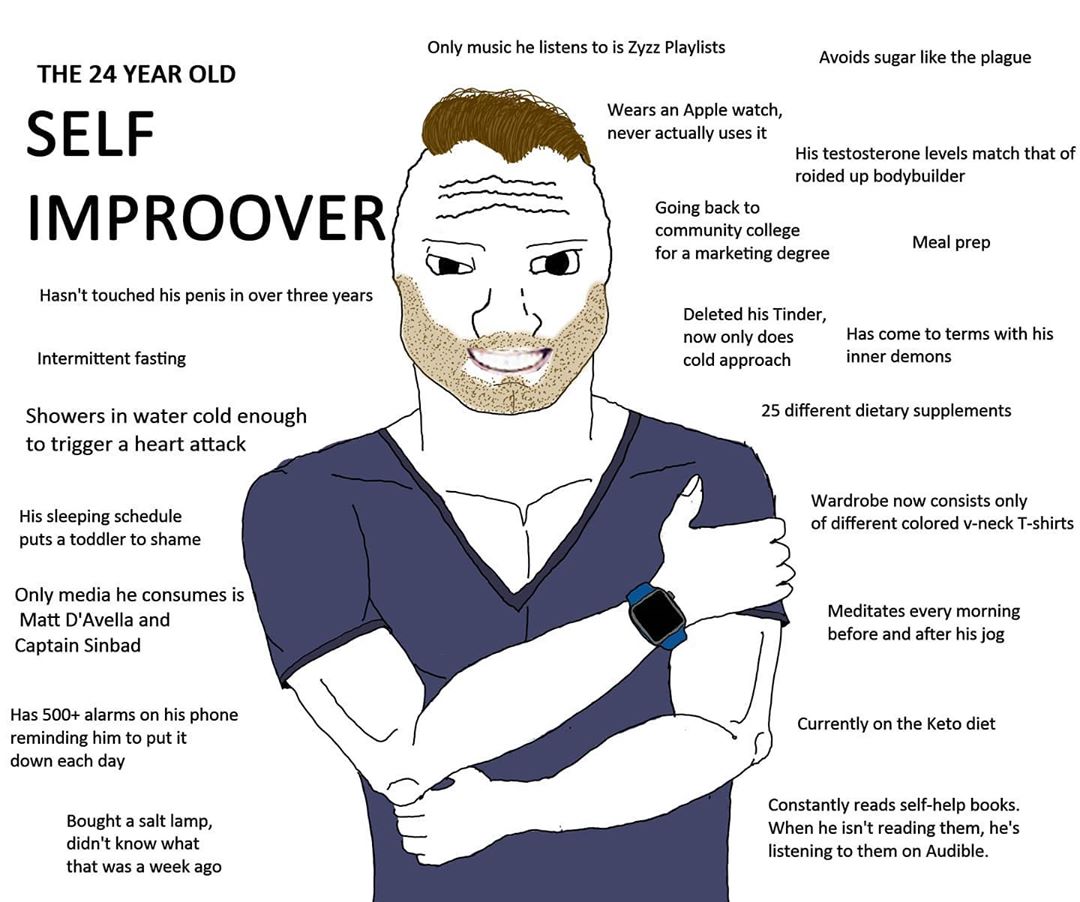 THE 24 YEAR OLD
SELF
IMPROOVER
Hasn't touched his penis in over three years
Intermittent fasting
Showers in water cold enough
to trigger a heart attack
His sleeping schedule
puts a toddler to shame
Only media he consumes is
Matt D'Avella and
Captain Sinbad
Has 500+ alarms on his phone
reminding him to put it
down each day
Bought a salt lamp,
didn't know what
that was a week ago
Only music he listens to is Zyzz Playlists
Avoids sugar like the plague
Wears an Apple watch,
never actually uses it
His testosterone levels match that of
roided up bodybuilder
Going back to
community college
for a marketing degree
Meal prep
Deleted his Tinder,
now only does
cold approach
Has come to terms with his
inner demons
25 different dietary supplements
Wardrobe now consists only
of different colored v-neck T-shirts
Meditates every morning
before and after his jog
Currently on the Keto diet
Constantly reads self-help books.
When he isn't reading them, he's
listening to them on Audible.